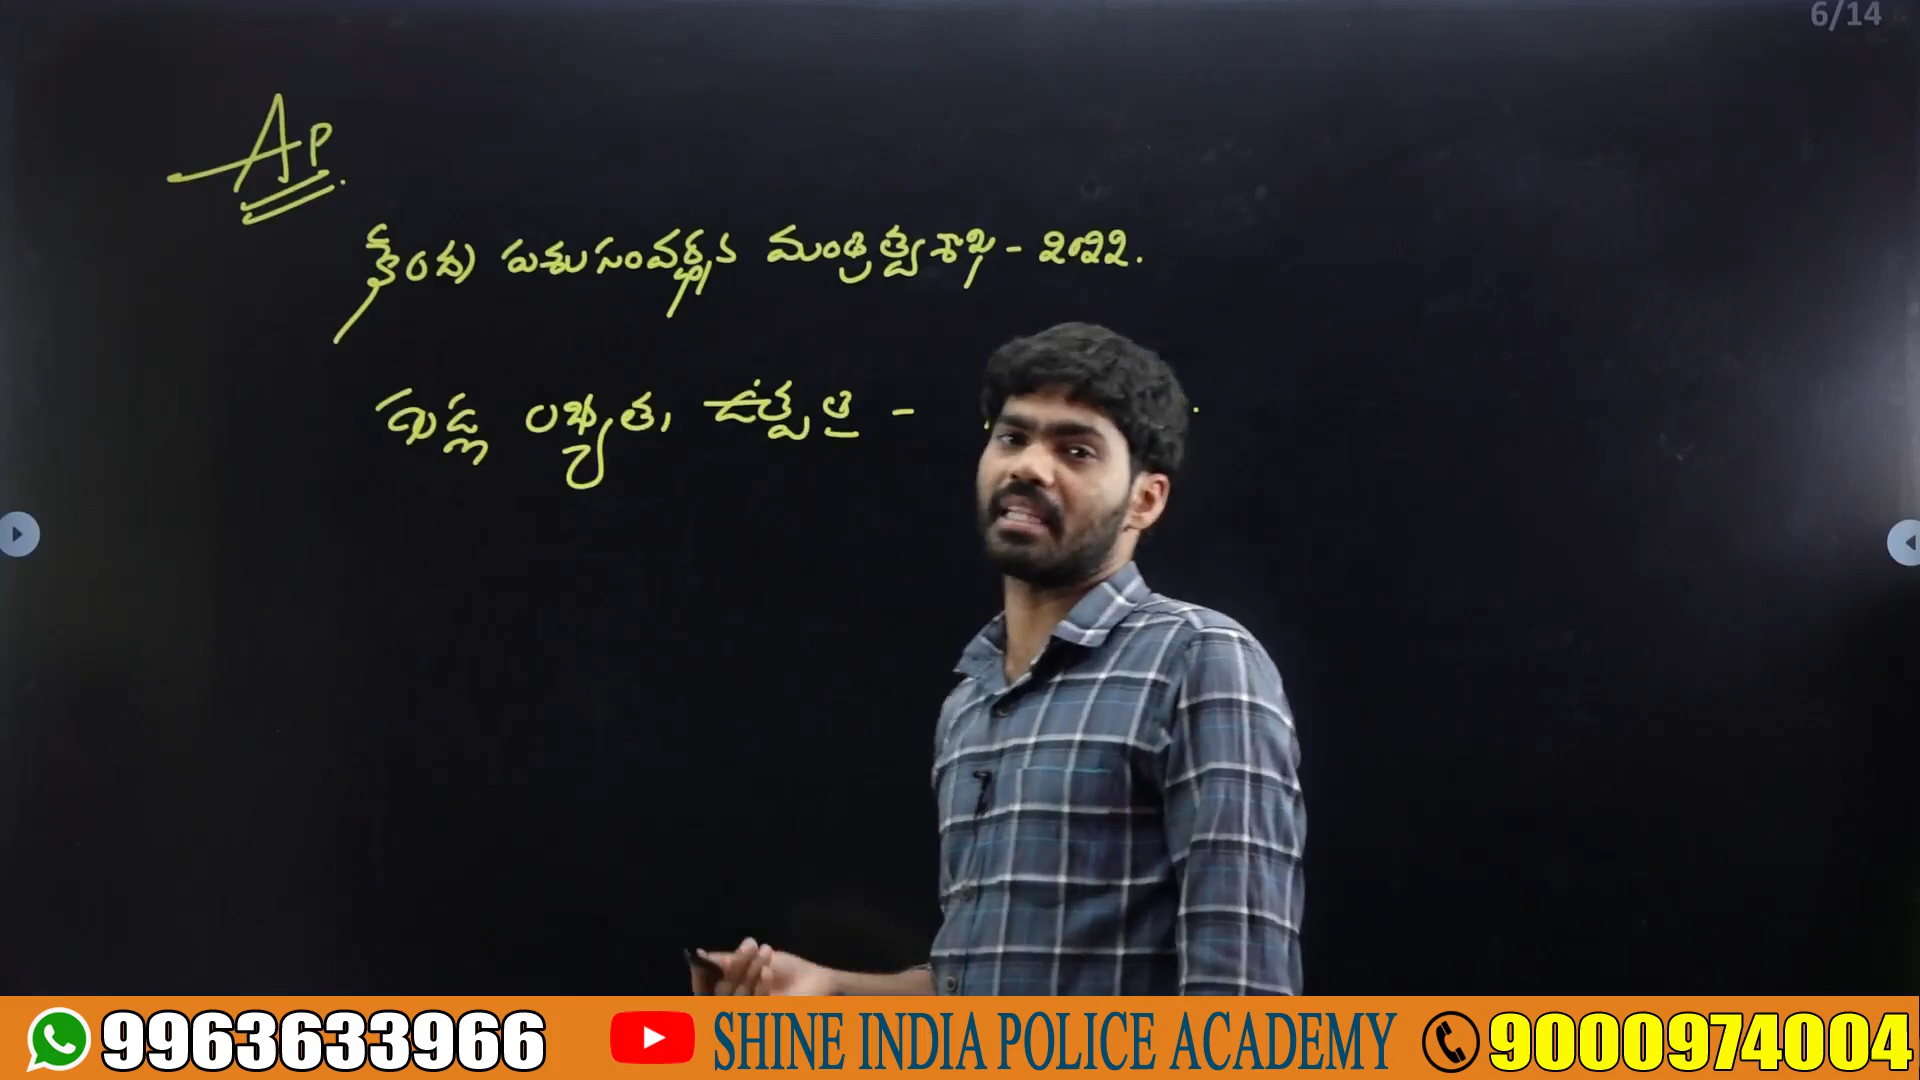 6/14
AP
కేంద్ర పశుసంవర్ధక మంత్రిత్వశాఖ - 2022.
గుడ్ల లభ్యత, ఉత్పత్తి -
9963633966 SHINE INDIA POLICE ACADEMY 9000974004